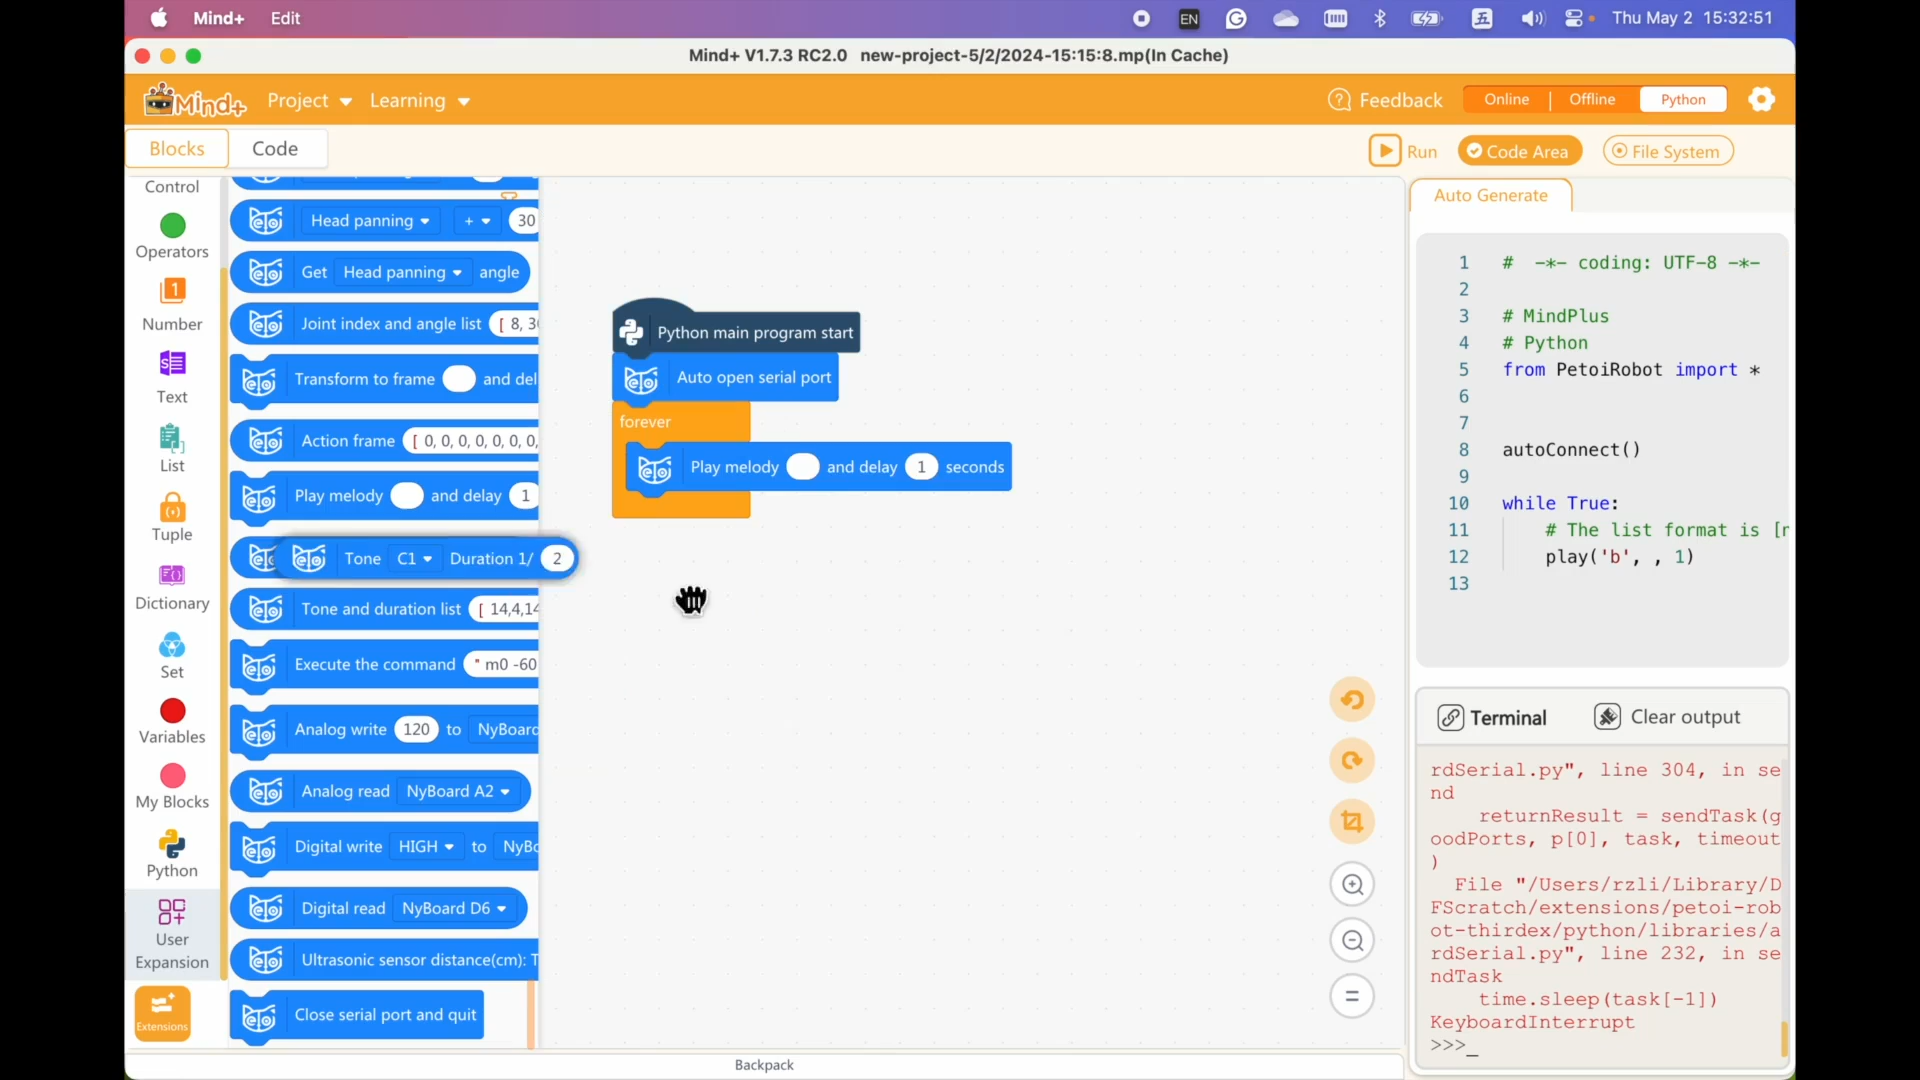 Mind+ Edit
EN 五 Thu May 2 15:32:51
Mind+ V1.7.3 RC2.0 new-project-5/2/2024-15:15:8.mp(In Cache)
Mind+ Project Learning
Feedback Online Offline Python
Blocks Code
Run Code Area File System
Control
Operators
1
Number
Text
List
Tuple
Dictionary
Set
Variables
My Blocks
Python
User
Expansion
Extensions
Head panning + 30
Get Head panning angle
Joint index and angle list [ 8, 30
Transform to frame and del
Action frame [ 0, 0, 0, 0, 0, 0, 0,
Play melody and delay 1
Tone C1 Duration 1/ 2
Tone and duration list [ 14,4,14
Execute the command " m0 -60
Analog write 120 to NyBoard
Analog read NyBoard A2
Digital write HIGH to NyBo
Digital read NyBoard D6
Ultrasonic sensor distance(cm): T
Close serial port and quit
Python main program start
Auto open serial port
forever
Play melody and delay 1 seconds
Backpack
Auto Generate
1 # -*- coding: UTF-8 -*-
2
3 # MindPlus
4 # Python
5 from PetoiRobot import *
6
7
8 autoConnect()
9
10 while True:
11 # The list format is [n
12 play('b', , 1)
13
Terminal Clear output
rdSerial.py", line 304, in se
nd
returnResult = sendTask(g
oodPorts, p[0], task, timeout
)
File "/Users/rzli/Library/D
FScratch/extensions/petoi-rob
ot-thirdex/python/libraries/a
rdSerial.py", line 232, in se
ndTask
time.sleep(task[-1])
KeyboardInterrupt
>>>_